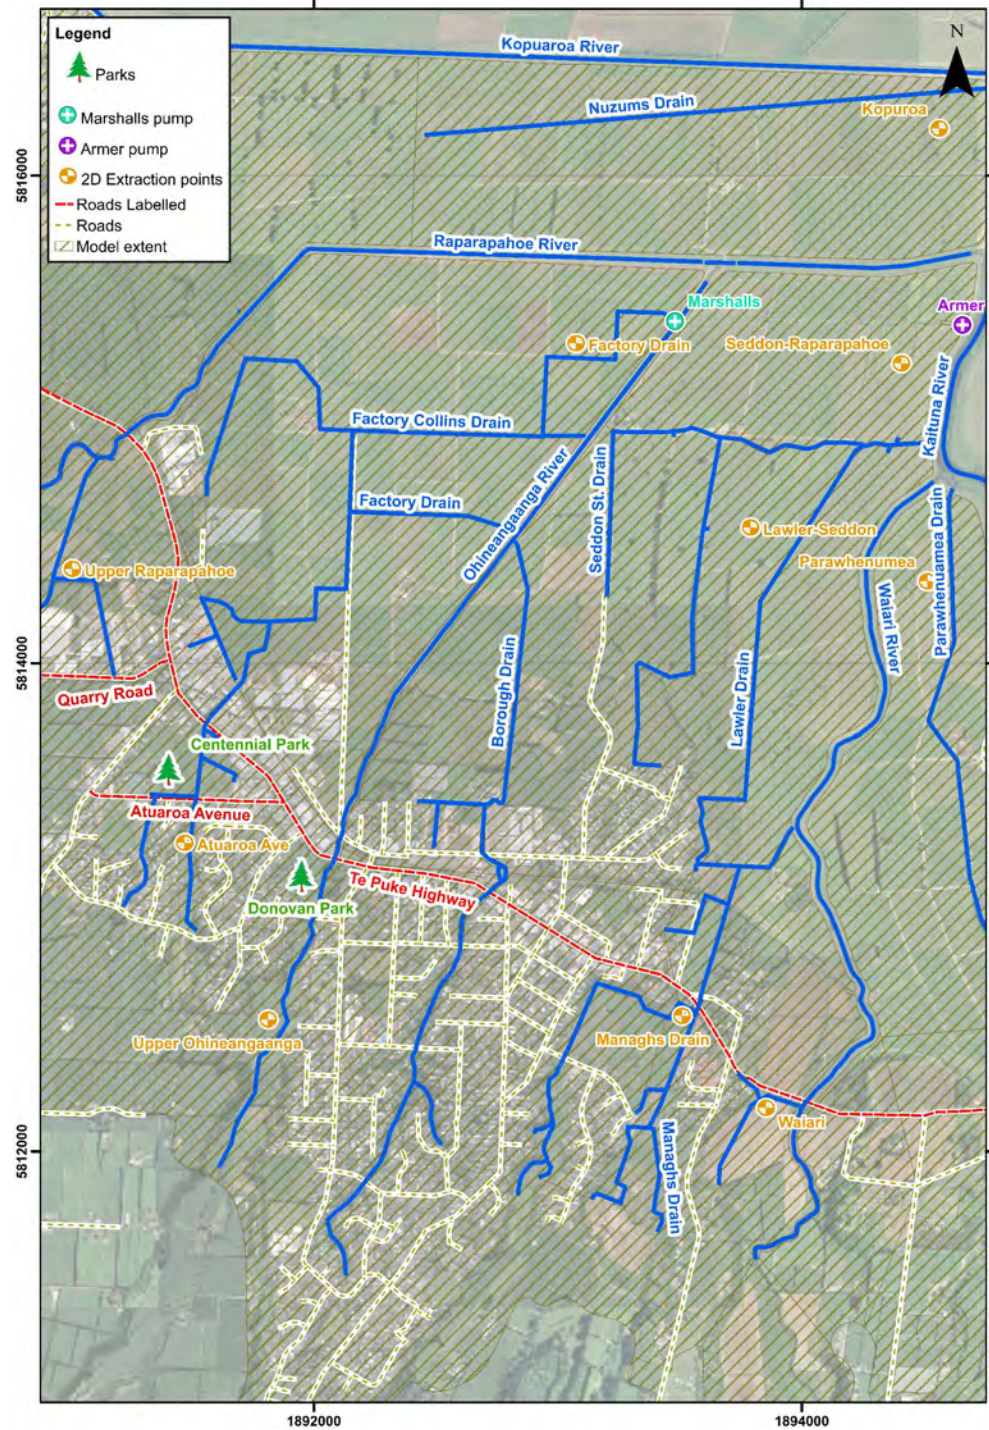 Legend
Parks
Marshalls pump
Armer pump
2D Extraction points
Roads Labelled
Roads
Model extent
N
Kopuaroa River
Nuzums Drain
Kopuroa
5816000
Raparapahoe River
Marshalls
Armer
Factory Drain
Seddon-Raparapahoe
Kaituna River
Factory Collins Drain
Ohineangaanga River
Seddon St. Drain
Factory Drain
Lawler-Seddon
Parawhenumea
Parawhenuamea Drain
Upper Raparapahoe
Waiari River
5814000
Quarry Road
Borough Drain
Lawler Drain
Centennial Park
Atuaroa Avenue
Atuaroa Ave
Te Puke Highway
Donovan Park
Upper Ohineangaanga
Managhs Drain
Waiari
5812000
Managhs Drain
1892000
1894000